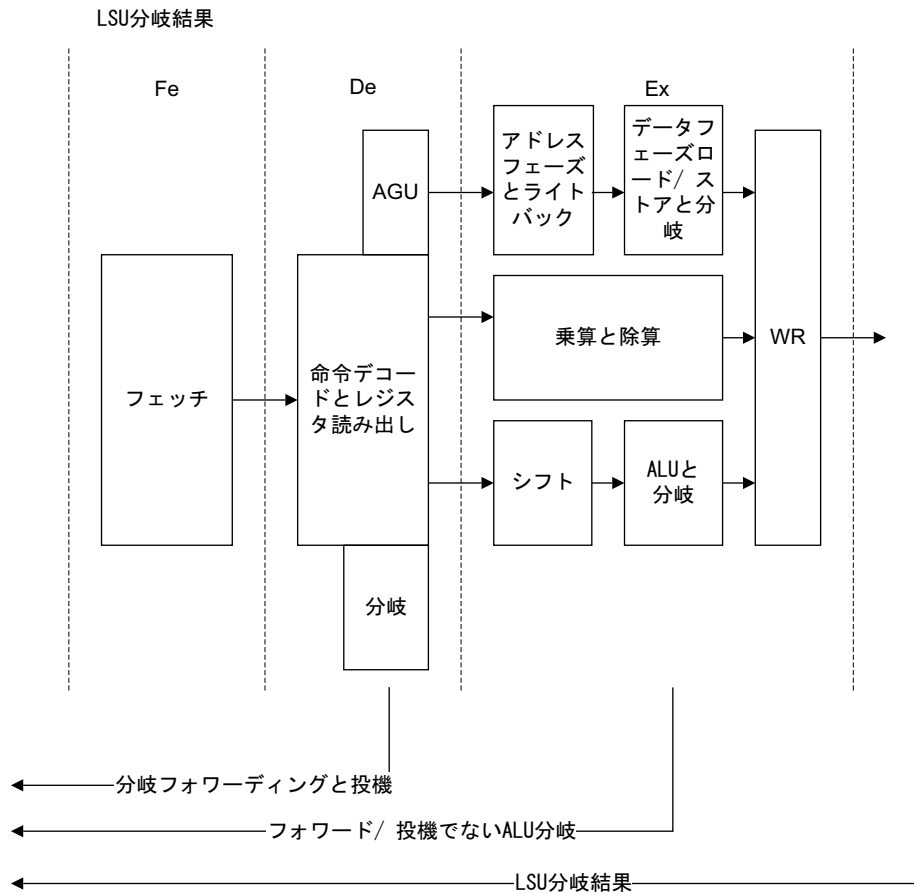 LSU分岐結果
Fe
De
Ex
AGU
アドレス
フェーズ
とライト
バック
データフ
ェーズロ
ード/ ス
トアと分
岐
フェッチ
命令デコー
ドとレジス
タ読み出し
乗算と除算
WR
シフト
ALUと
分岐
分岐
分岐フォワーディングと投機
フォワード/ 投機でないALU分岐
LSU分岐結果